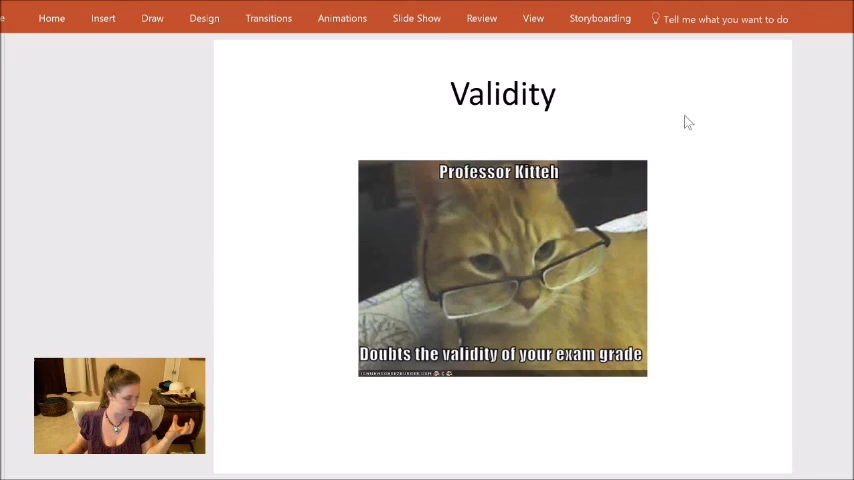 e Home Insert Draw Design Transitions Animations Slide Show Review View Storyboarding Tell me what you want to do
Validity
Professor Kitteh
Doubts the validity of your exam grade